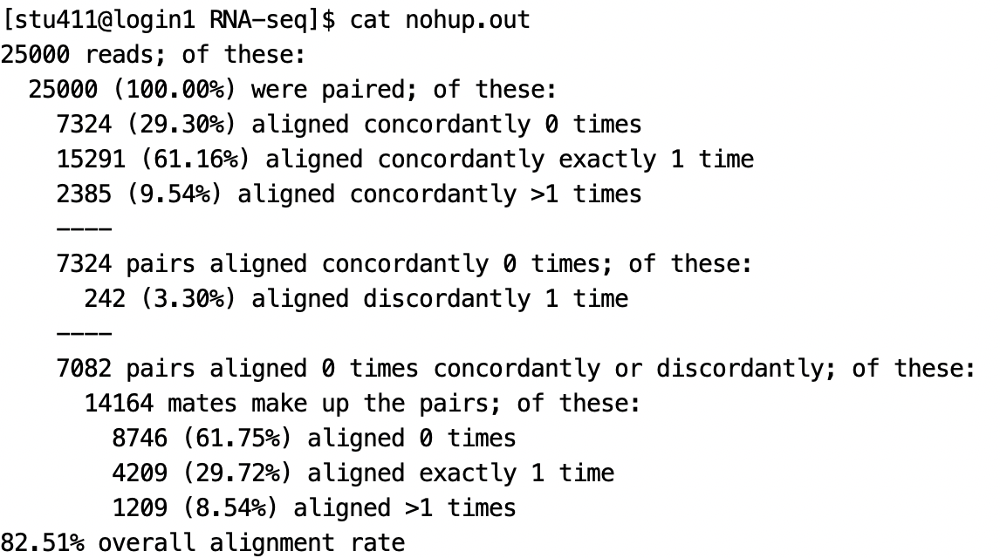 [stu411@login1 RNA-seq]$ cat nohup.out
25000 reads; of these:
  25000 (100.00%) were paired; of these:
    7324 (29.30%) aligned concordantly 0 times
    15291 (61.16%) aligned concordantly exactly 1 time
    2385 (9.54%) aligned concordantly >1 times
    ----
    7324 pairs aligned concordantly 0 times; of these:
      242 (3.30%) aligned discordantly 1 time
    ----
    7082 pairs aligned 0 times concordantly or discordantly; of these:
      14164 mates make up the pairs; of these:
        8746 (61.75%) aligned 0 times
        4209 (29.72%) aligned exactly 1 time
        1209 (8.54%) aligned >1 times
82.51% overall alignment rate